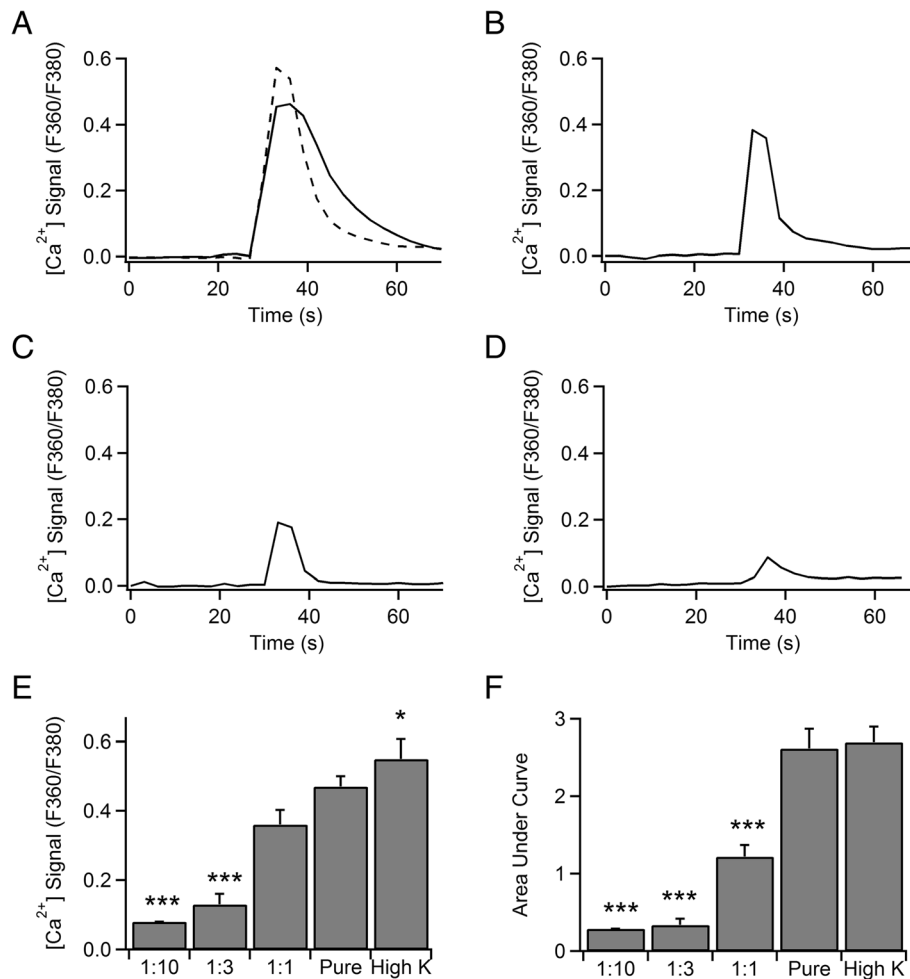 A
[Ca2+] Signal (F360/F380)
0.6
0.4
0.2
0.0
0 20 40 60
Time (s)
B
[Ca2+] Signal (F360/F380)
0.6
0.4
0.2
0.0
0 20 40 60
Time (s)
C
[Ca2+] Signal (F360/F380)
0.6
0.4
0.2
0.0
0 20 40 60
Time (s)
D
[Ca2+] Signal (F360/F380)
0.6
0.4
0.2
0.0
0 20 40 60
Time (s)
E
[Ca2+] Signal (F360/F380)
0.6
0.4
0.2
0.0
*** *** *
1:10 1:3 1:1 Pure High K
F
Area Under Curve
3
2
1
0
*** *** ***
1:10 1:3 1:1 Pure High K